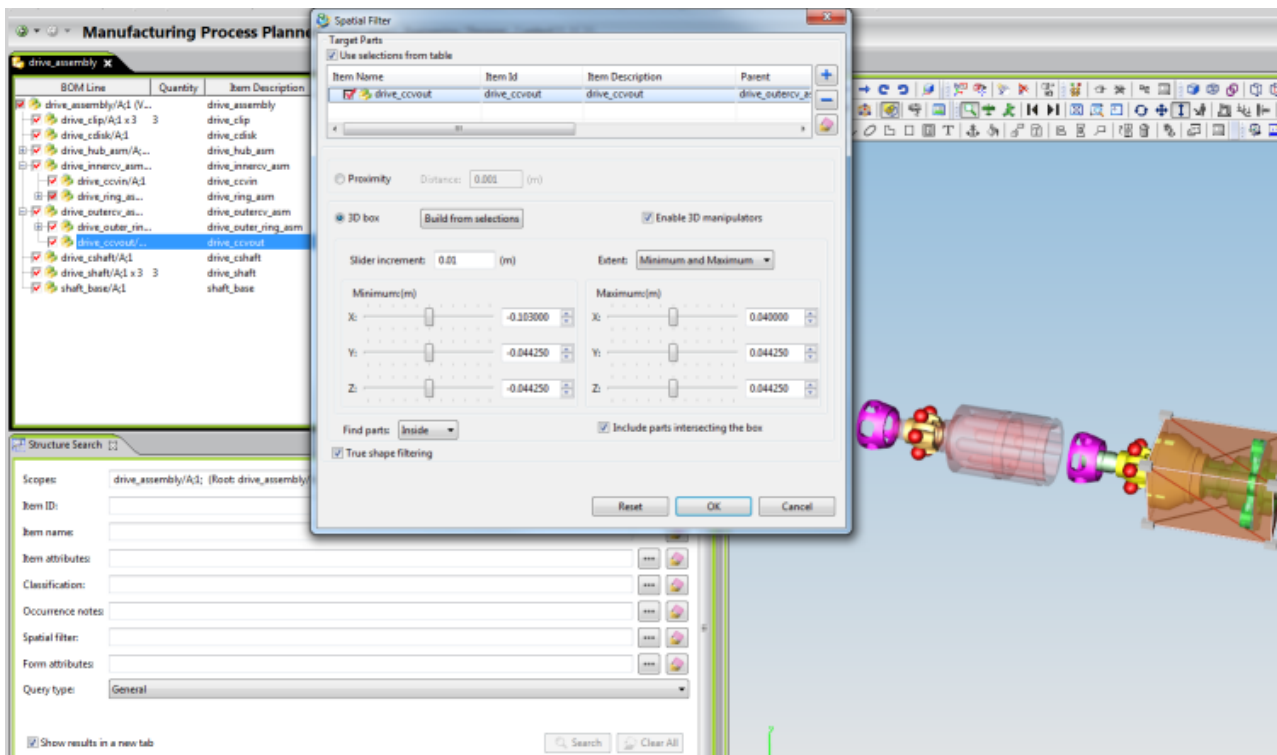 Spatial Filter
Manufacturing Process Planne
Target Parts
Use selections from table
Item Name Item Id Item Description Parent
drive_ccvout drive_ccvout drive_ccvout drive_outercv_a
drive_assembly
BOM Line Quantity Item Description
drive_assembly/A;1 (V... drive_assembly
drive_clip/A;1 x 3 3 drive_clip
drive_cdisk/A;1 drive_cdisk
drive_hub_asm/A;... drive_hub_asm
drive_innercv_asm... drive_innercv_asm
drive_ccvin/A;1 drive_ccvin
drive_ring_as... drive_ring_asm
drive_outercv_as... drive_outercv_asm
drive_outer_rin... drive_outer_ring_asm
drive_ccvout/... drive_ccvout
drive_cshaft/A;1 drive_cshaft
drive_shaft/A;1 x 3 3 drive_shaft
shaft_base/A;1 shaft_base
Proximity Distance: 0.001 (m)
3D box Build from selections Enable 3D manipulators
Slider increment: 0.01 (m) Extent: Minimum and Maximum
Minimum:(m) Maximum:(m)
X: -0.103000 X: 0.040000
Y: -0.044250 Y: 0.044250
Z: -0.044250 Z: 0.044250
Find parts: Inside Include parts intersecting the box
True shape filtering
Reset OK Cancel
Structure Search
Scopes: drive_assembly/A;1; (Root: drive_assembly/
Item ID:
Item name:
Item attributes:
Classification:
Occurrence notes:
Spatial filter:
Form attributes:
Query type: General
Show results in a new tab Search Clear All